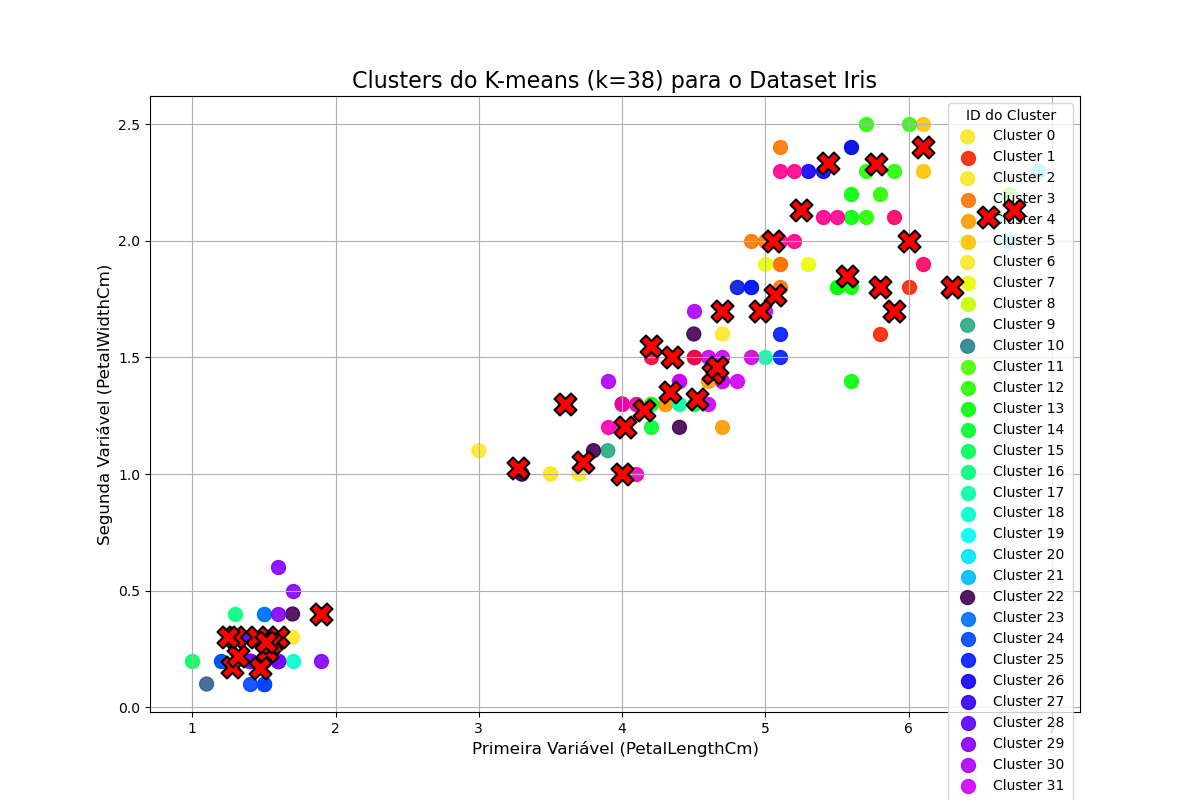 Clusters do K-means (k=38) para o Dataset Iris
Segunda Variável (PetalWidthCm)
2.5
2.0
1.5
1.0
0.5
0.0
1
2
3
4
5
6
7
Primeira Variável (PetalLengthCm)
ID do Cluster
Cluster 0
Cluster 1
Cluster 2
Cluster 3
Cluster 4
Cluster 5
Cluster 6
Cluster 7
Cluster 8
Cluster 9
Cluster 10
Cluster 11
Cluster 12
Cluster 13
Cluster 14
Cluster 15
Cluster 16
Cluster 17
Cluster 18
Cluster 19
Cluster 20
Cluster 21
Cluster 22
Cluster 23
Cluster 24
Cluster 25
Cluster 26
Cluster 27
Cluster 28
Cluster 29
Cluster 30
Cluster 31